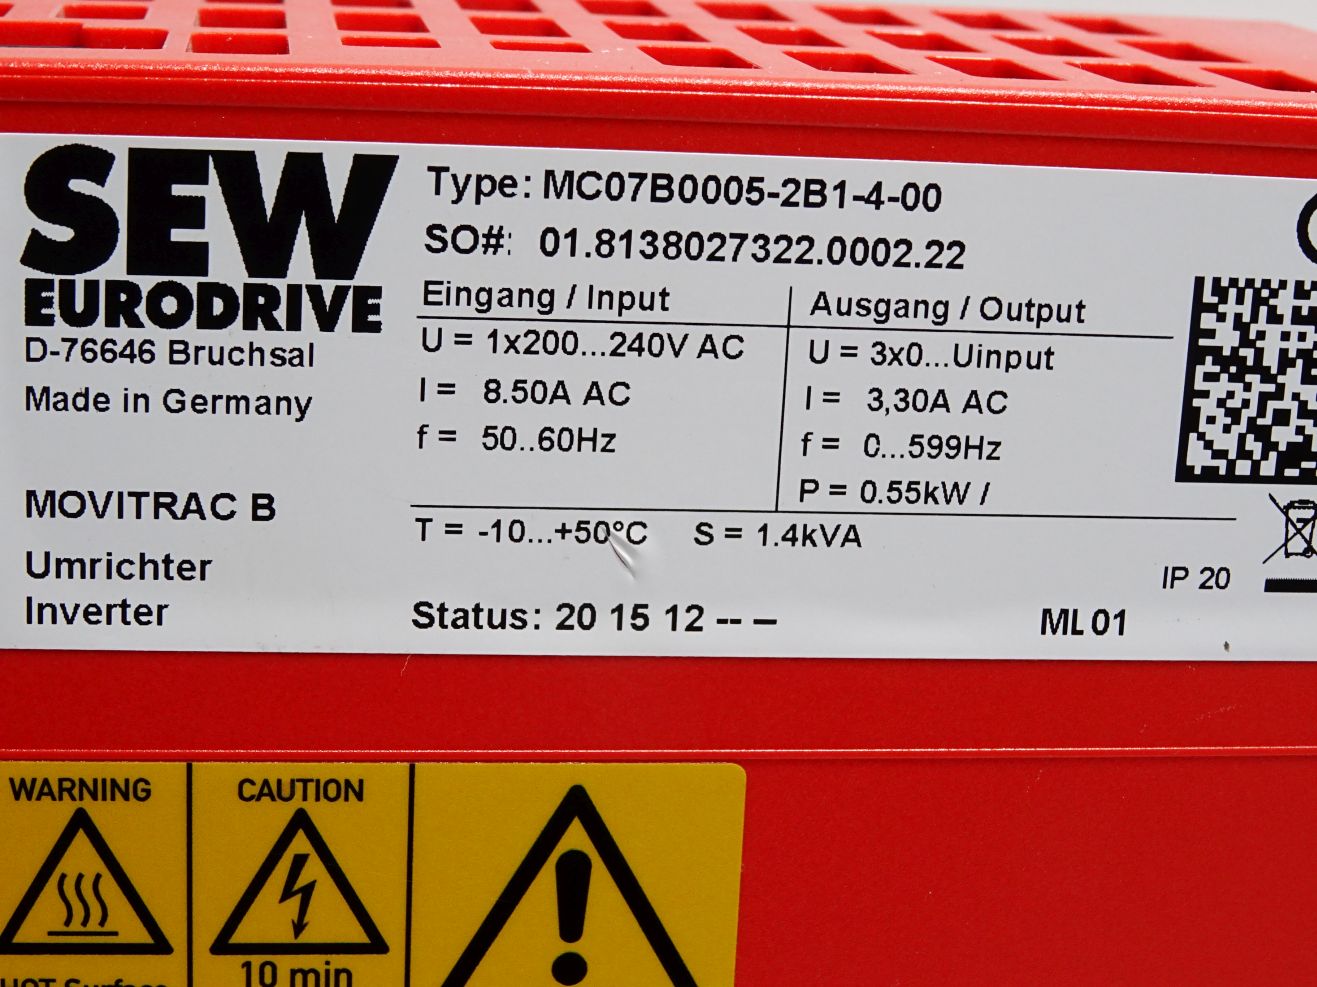 SEW
EURODRIVE
D-76646 Bruchsal
Made in Germany
MOVITRAC B
Umrichter
Inverter
Type: MC07B0005-2B1-4-00
SO#: 01.8138027322.0002.22
Eingang / Input
U = 1x200...240V AC
I = 8.50A AC
f = 50..60Hz
Ausgang / Output
U = 3x0...Uinput
I = 3,30A AC
f = 0...599Hz
P = 0.55kW /
T = -10...+50°C S = 1.4kVA
IP 20
Status: 20 15 12 -- –
ML 01
WARNING
CAUTION
HOT Surface
10 min